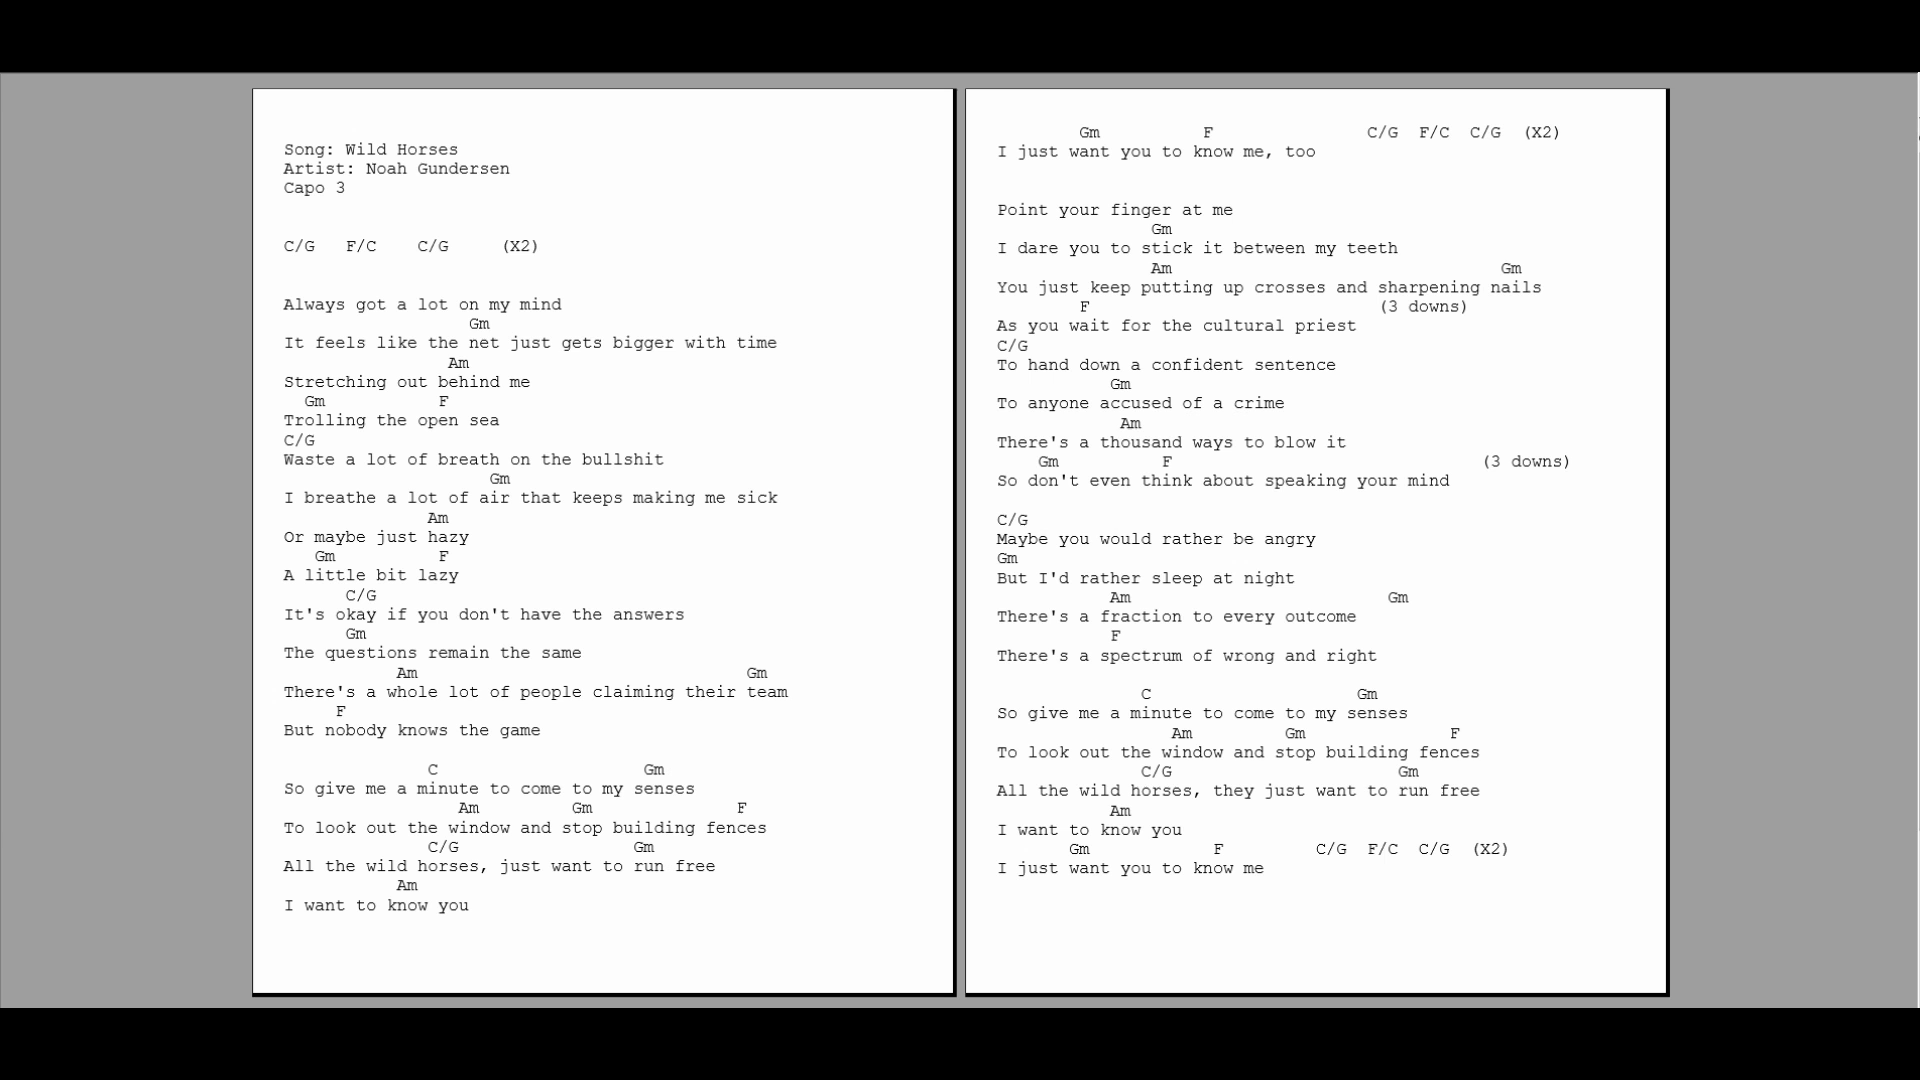 Song: Wild Horses
Artist: Noah Gundersen
Capo 3
C/G   F/C    C/G     (X2)
Always got a lot on my mind
                  Gm
It feels like the net just gets bigger with time
                Am
Stretching out behind me
  Gm           F
Trolling the open sea
C/G
Waste a lot of breath on the bullshit
                    Gm
I breathe a lot of air that keeps making me sick
              Am
Or maybe just hazy
   Gm          F
A little bit lazy
      C/G
It's okay if you don't have the answers
      Gm
The questions remain the same
           Am                                Gm
There's a whole lot of people claiming their team
     F
But nobody knows the game
              C                    Gm
So give me a minute to come to my senses
                 Am         Gm              F
To look out the window and stop building fences
              C/G                 Gm
All the wild horses, just want to run free
           Am
I want to know you
        Gm          F               C/G  F/C  C/G  (X2)
I just want you to know me, too
Point your finger at me
               Gm
I dare you to stick it between my teeth
               Am                                Gm
You just keep putting up crosses and sharpening nails
        F                            (3 downs)
As you wait for the cultural priest
C/G
To hand down a confident sentence
           Gm
To anyone accused of a crime
            Am
There's a thousand ways to blow it
    Gm          F                              (3 downs)
So don't even think about speaking your mind
C/G
Maybe you would rather be angry
Gm
But I'd rather sleep at night
           Am                         Gm
There's a fraction to every outcome
           F
There's a spectrum of wrong and right
              C                    Gm
So give me a minute to come to my senses
                 Am         Gm              F
To look out the window and stop building fences
              C/G                      Gm
All the wild horses, they just want to run free
           Am
I want to know you
       Gm            F         C/G  F/C  C/G  (X2)
I just want you to know me